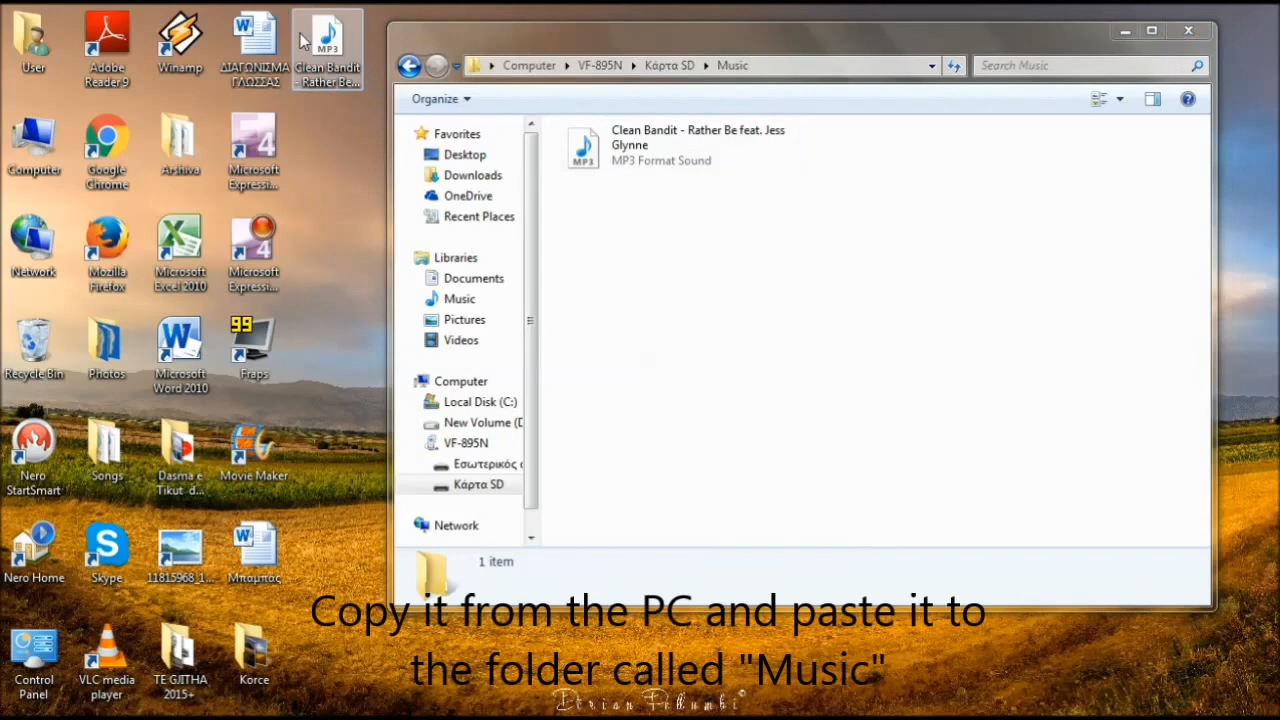 User
Adobe
Reader 9
Winamp
ΔΙΑΓΩΝΙΣΜΑ
ΓΛΩΣΣΑΣ
MP3
Clean Bandit
- Rather Be...
Computer
Google
Chrome
Arshiva
4
Microsoft
Expressi...
Network
Mozilla
Firefox
Microsoft
Excel 2010
4
Microsoft
Expressi...
Recycle Bin
Photos
Microsoft
Word 2010
99
Fraps
Nero
StartSmart
Songs
Dasma e
Tikut d...
Movie Maker
Nero Home
Skype
11815968_1...
Μπαμπας
Control
Panel
VLC media
player
TE GJITHA
2015+
Korce
Computer
VF-895N
Κάρτα SD
Music
Search Music
Organize
Favorites
Desktop
Downloads
OneDrive
Recent Places
Libraries
Documents
Music
Pictures
Videos
Computer
Local Disk (C:)
New Volume (D
VF-895N
Εσωτερικός
Κάρτα SD
Network
MP3
Clean Bandit - Rather Be feat. Jess
Glynne
MP3 Format Sound
1 item
Copy it from the PC and paste it to
the folder called "Music"